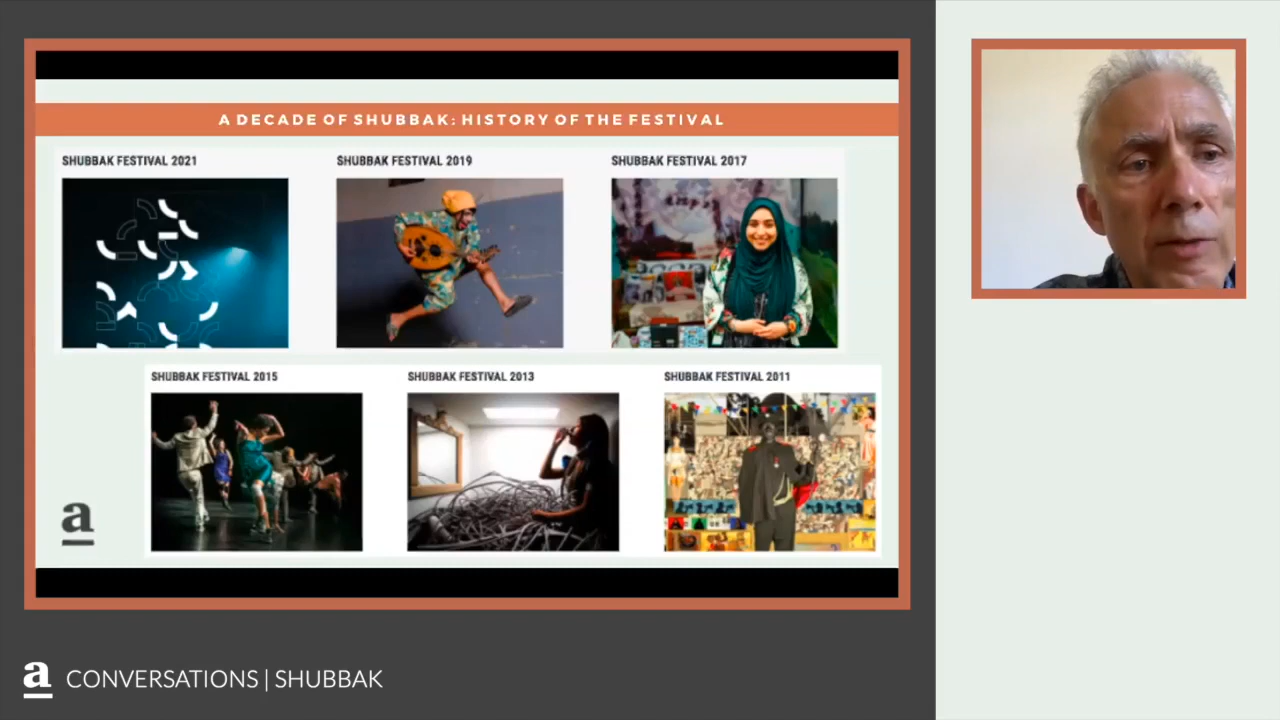 A DECADE OF SHUBBAK: HISTORY OF THE FESTIVAL
SHUBBAK FESTIVAL 2021
SHUBBAK FESTIVAL 2019
SHUBBAK FESTIVAL 2017
SHUBBAK FESTIVAL 2015
SHUBBAK FESTIVAL 2013
SHUBBAK FESTIVAL 2011
a
a CONVERSATIONS | SHUBBAK